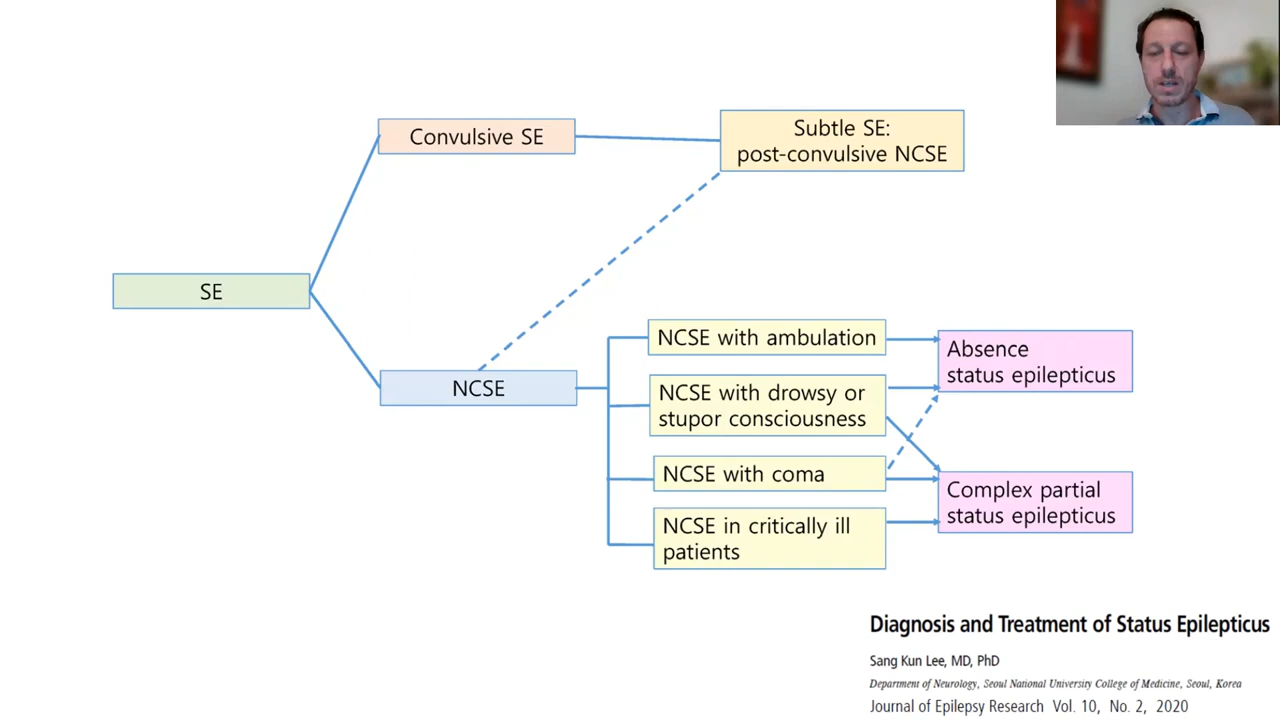 Convulsive SE
Subtle SE:
post-convulsive NCSE
SE
NCSE
NCSE with ambulation
NCSE with drowsy or
stupor consciousness
NCSE with coma
NCSE in critically ill
patients
Absence
status epilepticus
Complex partial
status epilepticus
Diagnosis and Treatment of Status Epilepticus
Sang Kun Lee, MD, PhD
Department of Neurology, Seoul National University College of Medicine, Seoul, Korea
Journal of Epilepsy Research Vol. 10, No. 2, 2020